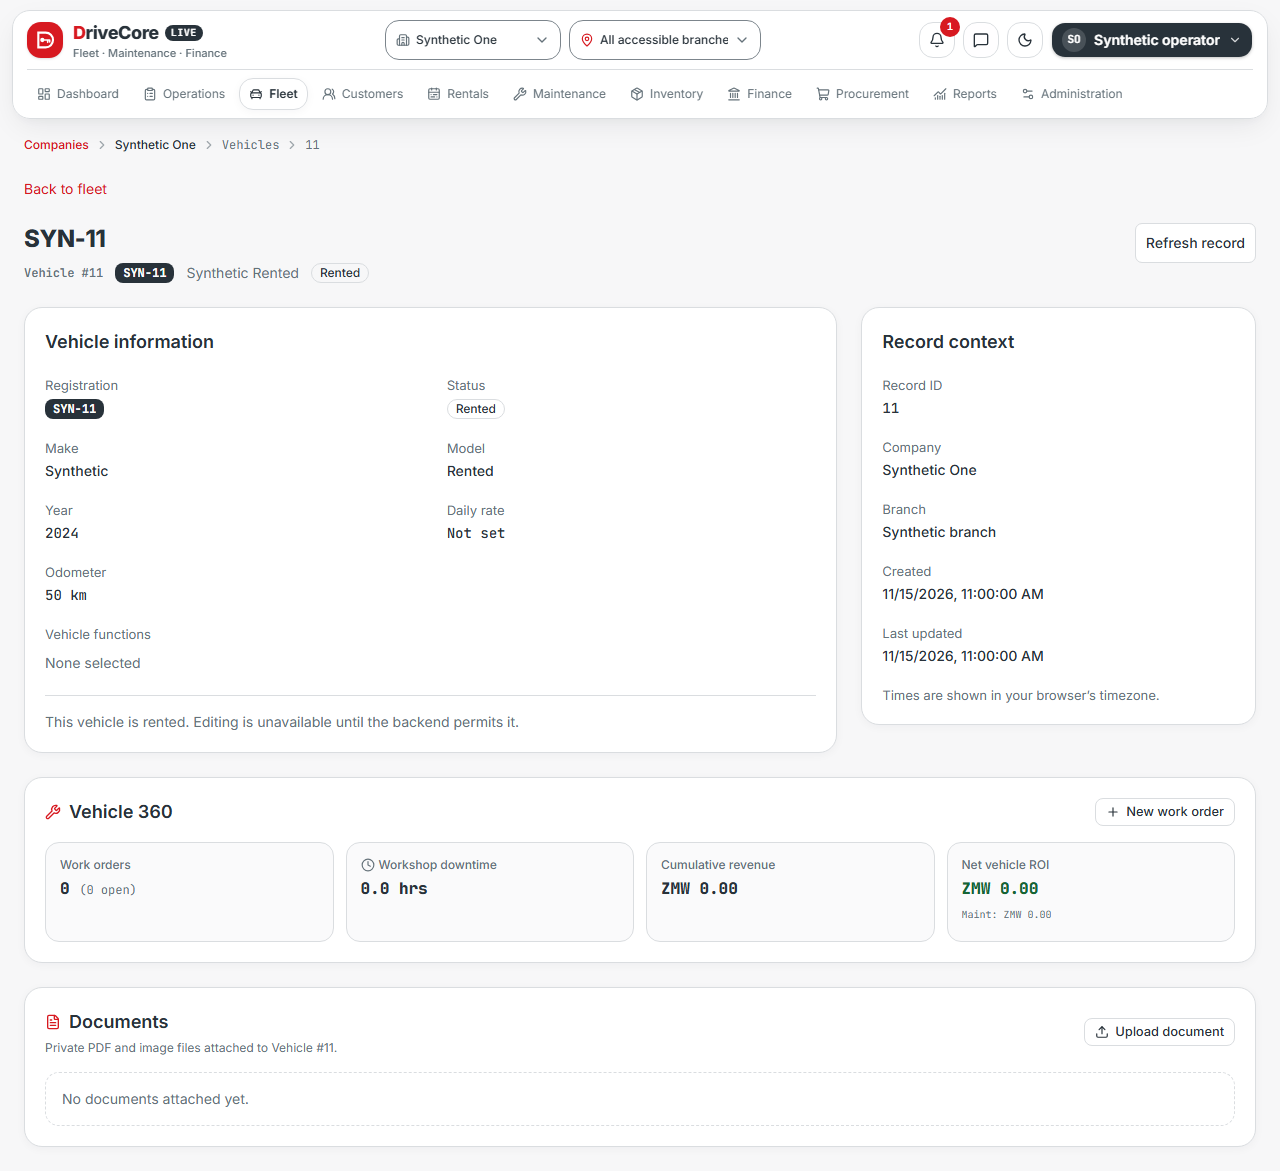 DriveCore LIVE
Fleet · Maintenance · Finance
Synthetic One
All accessible branche
1
SO Synthetic operator
Dashboard
Operations
Fleet
Customers
Rentals
Maintenance
Inventory
Finance
Procurement
Reports
Administration
Companies > Synthetic One > Vehicles > 11
Back to fleet
SYN-11
Refresh record
Vehicle #11 SYN-11 Synthetic Rented Rented
Vehicle information
Registration
SYN-11
Status
Rented
Make
Synthetic
Model
Rented
Year
2024
Daily rate
Not set
Odometer
50 km
Vehicle functions
None selected
This vehicle is rented. Editing is unavailable until the backend permits it.
Record context
Record ID
11
Company
Synthetic One
Branch
Synthetic branch
Created
11/15/2026, 11:00:00 AM
Last updated
11/15/2026, 11:00:00 AM
Times are shown in your browser’s timezone.
Vehicle 360
New work order
Work orders
0 (0 open)
Workshop downtime
0.0 hrs
Cumulative revenue
ZMW 0.00
Net vehicle ROI
ZMW 0.00
Maint: ZMW 0.00
Documents
Private PDF and image files attached to Vehicle #11.
Upload document
No documents attached yet.